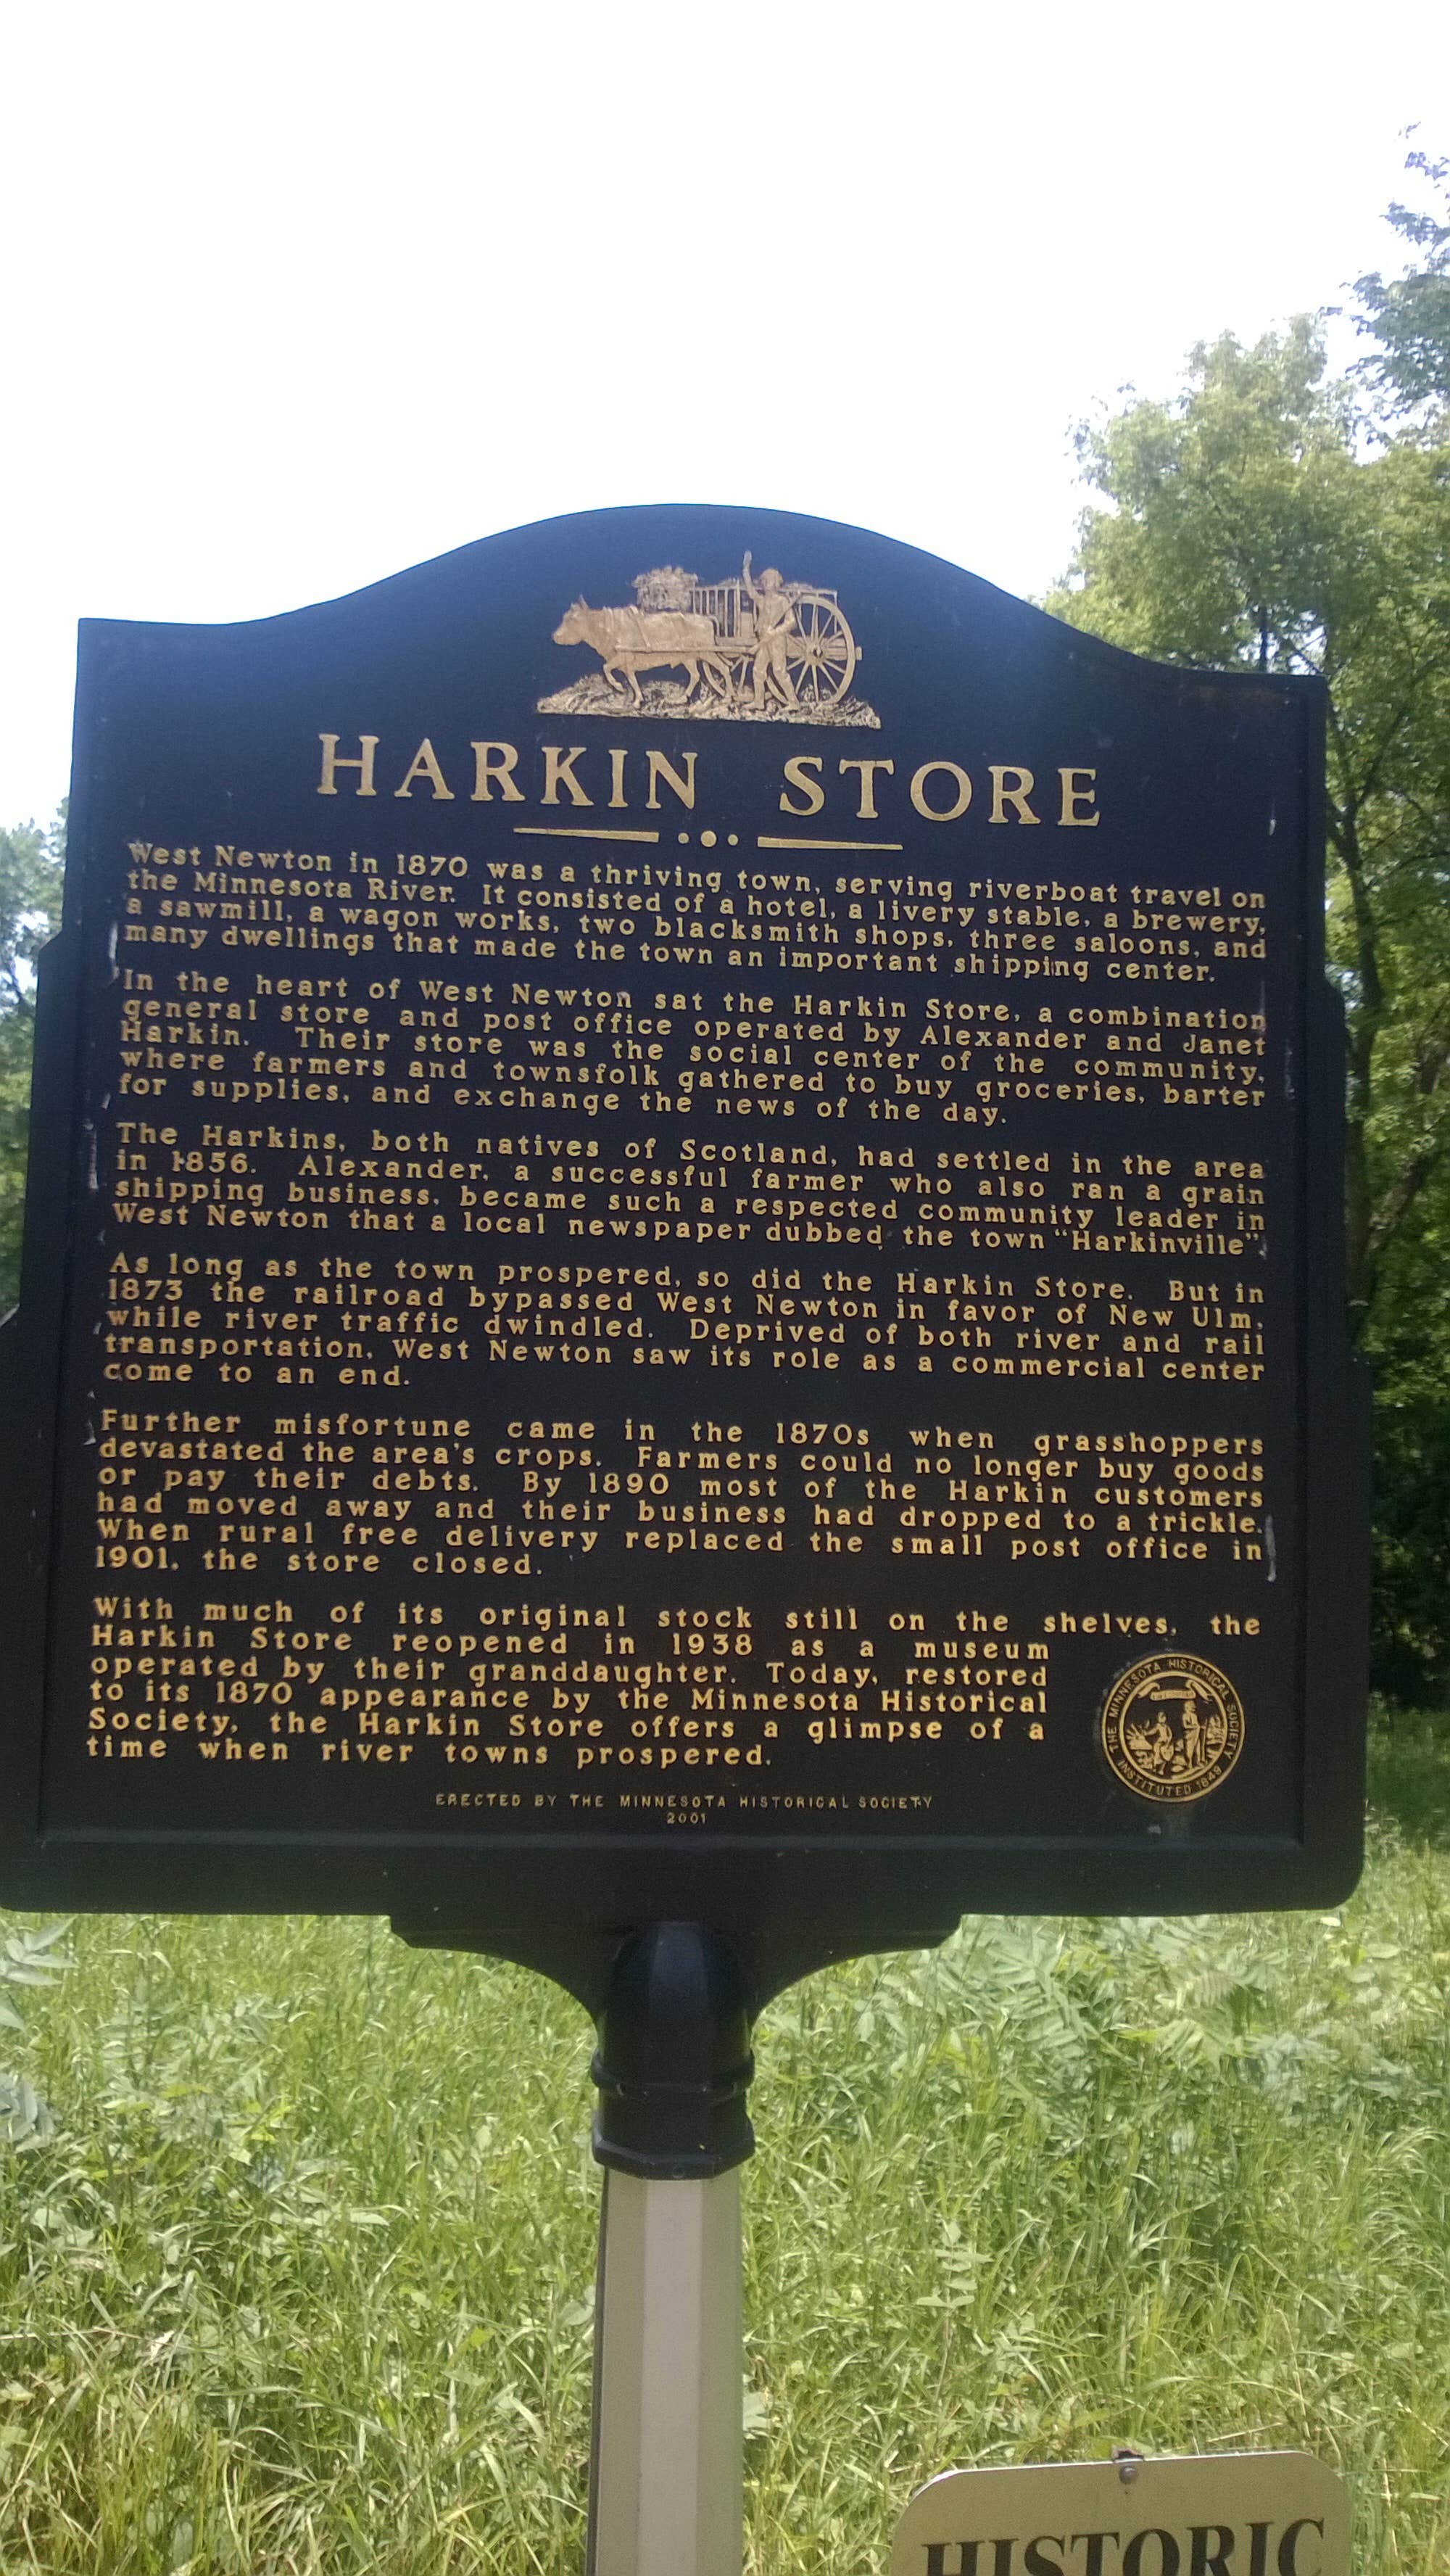 HARKIN STORE
West Newton in 1870 was a thriving town, serving riverboat travel on
the Minnesota River. It consisted of a hotel, a livery stable, a brewery,
a sawmill, a wagon works, two blacksmith shops, three saloons, and
many dwellings that made the town an important shipping center.
In the heart of West Newton sat the Harkin Store, a combination
general store and post office operated by Alexander and Janet
Harkin. Their store was the social center of the community,
where farmers and townsfolk gathered to buy groceries, barter
for supplies, and exchange the news of the day.
The Harkins, both natives of Scotland, had settled in the area
in 1856. Alexander, a successful farmer who also ran a grain
shipping business, became such a respected community leader in
West Newton that a local newspaper dubbed the town "Harkinville".
As long as the town prospered, so did the Harkin Store. But in
1873 the railroad bypassed West Newton in favor of New Ulm,
while river traffic dwindled. Deprived of both river and rail
transportation, West Newton saw its role as a commercial center
come to an end.
Further misfortune came in the 1870s when grasshoppers
devastated the area's crops. Farmers could no longer buy goods
or pay their debts. By 1890 most of the Harkin customers
had moved away and their business had dropped to a trickle.
When rural free delivery replaced the small post office in
1901, the store closed.
With much of its original stock still on the shelves, the
Harkin Store reopened in 1938 as a museum
operated by their granddaughter. Today, restored
to its 1870 appearance by the Minnesota Historical
Society, the Harkin Store offers a glimpse of a
time when river towns prospered.
THE MINNESOTA HISTORICAL SOCIETY
INSTITUTED 1849
ERECTED BY THE MINNESOTA HISTORICAL SOCIETY
2001
HISTORIC